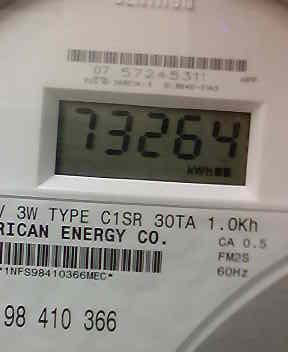 07 57245311
73264
kWh
V 3W TYPE C1SR 30TA 1.0Kh
RICAN ENERGY CO.
CA 0.5
FM2S
60Hz
*1NFS98410366MEC*
98 410 366